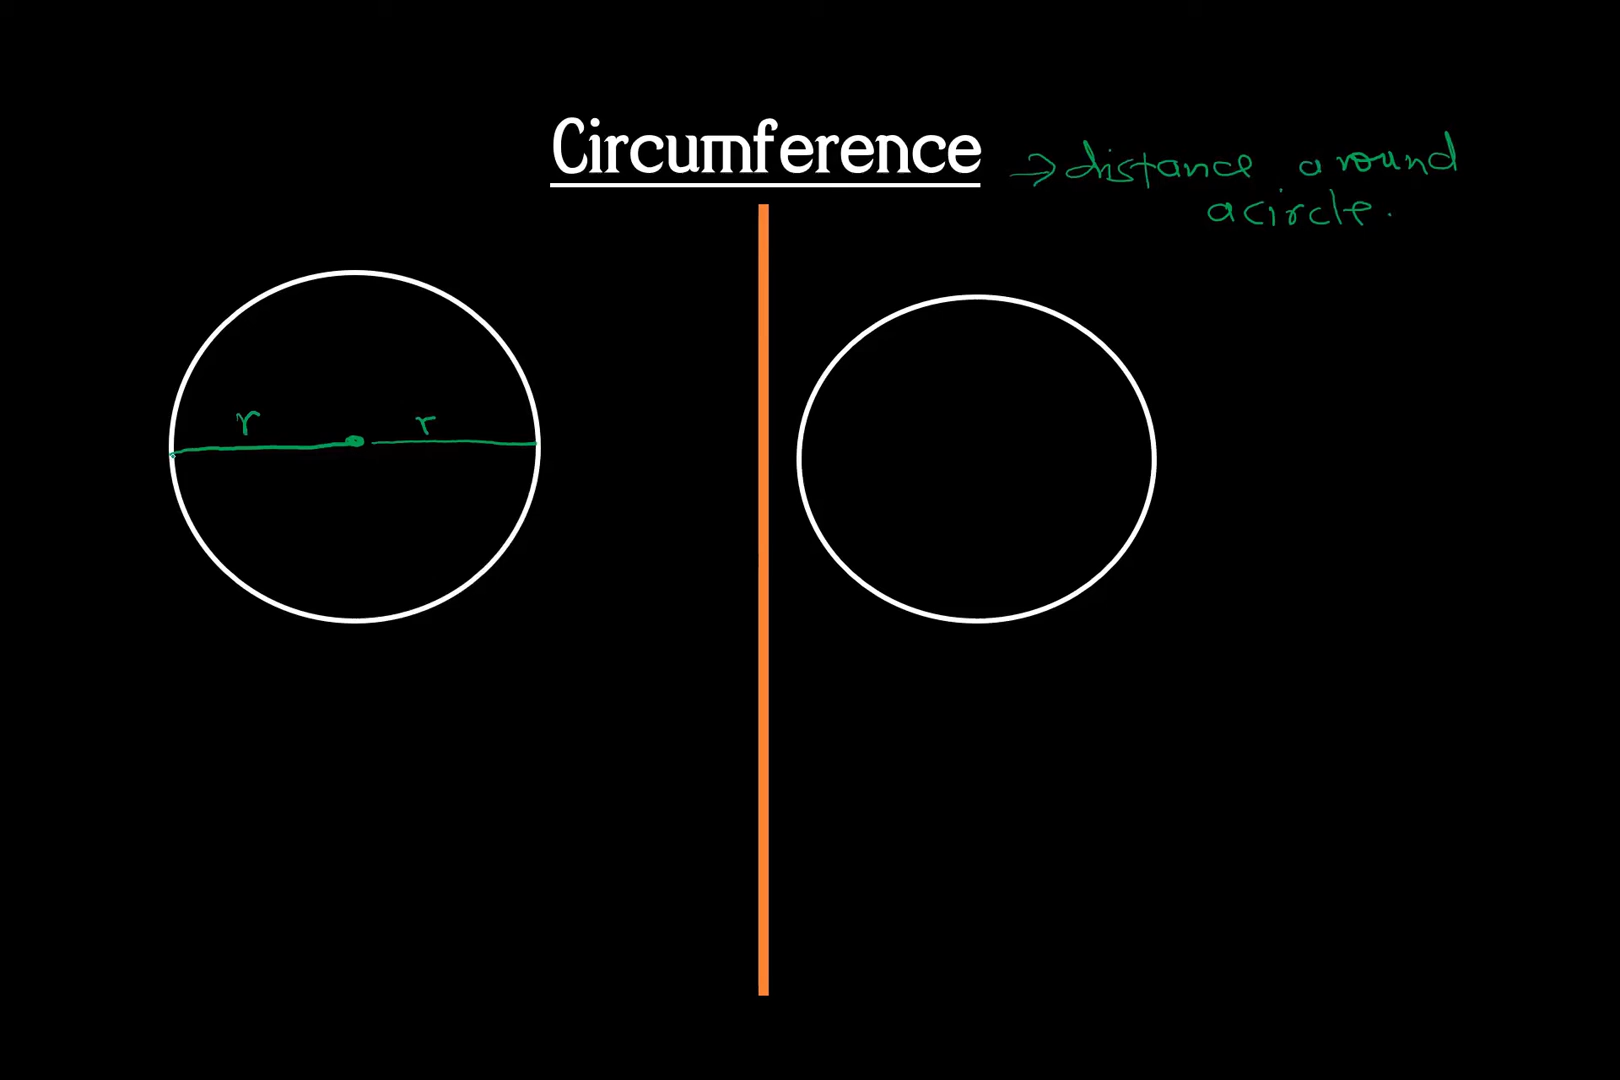 Circumference → distance around
a circle.
r r